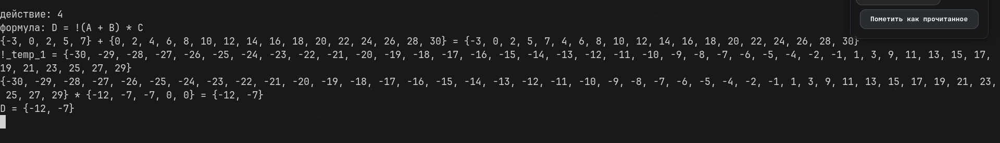 действие: 4
формула: D = !(A + B) * C
Пометить как прочитанное
{-3, 0, 2, 5, 7} + {0, 2, 4, 6, 8, 10, 12, 14, 16, 18, 20, 22, 24, 26, 28, 30} = {-3, 0, 2, 5, 7, 4, 6, 8, 10, 12, 14, 16, 18, 20, 22, 24, 26, 28, 30}
!_temp_1 = {-30, -29, -28, -27, -26, -25, -24, -23, -22, -21, -20, -19, -18, -17, -16, -15, -14, -13, -12, -11, -10, -9, -8, -7, -6, -5, -4, -2, -1, 1, 3, 9, 11, 13, 15, 17,
19, 21, 23, 25, 27, 29}
{-30, -29, -28, -27, -26, -25, -24, -23, -22, -21, -20, -19, -18, -17, -16, -15, -14, -13, -12, -11, -10, -9, -8, -7, -6, -5, -4, -2, -1, 1, 3, 9, 11, 13, 15, 17, 19, 21, 23,
25, 27, 29} * {-12, -7, -7, 0, 0} = {-12, -7}
D = {-12, -7}